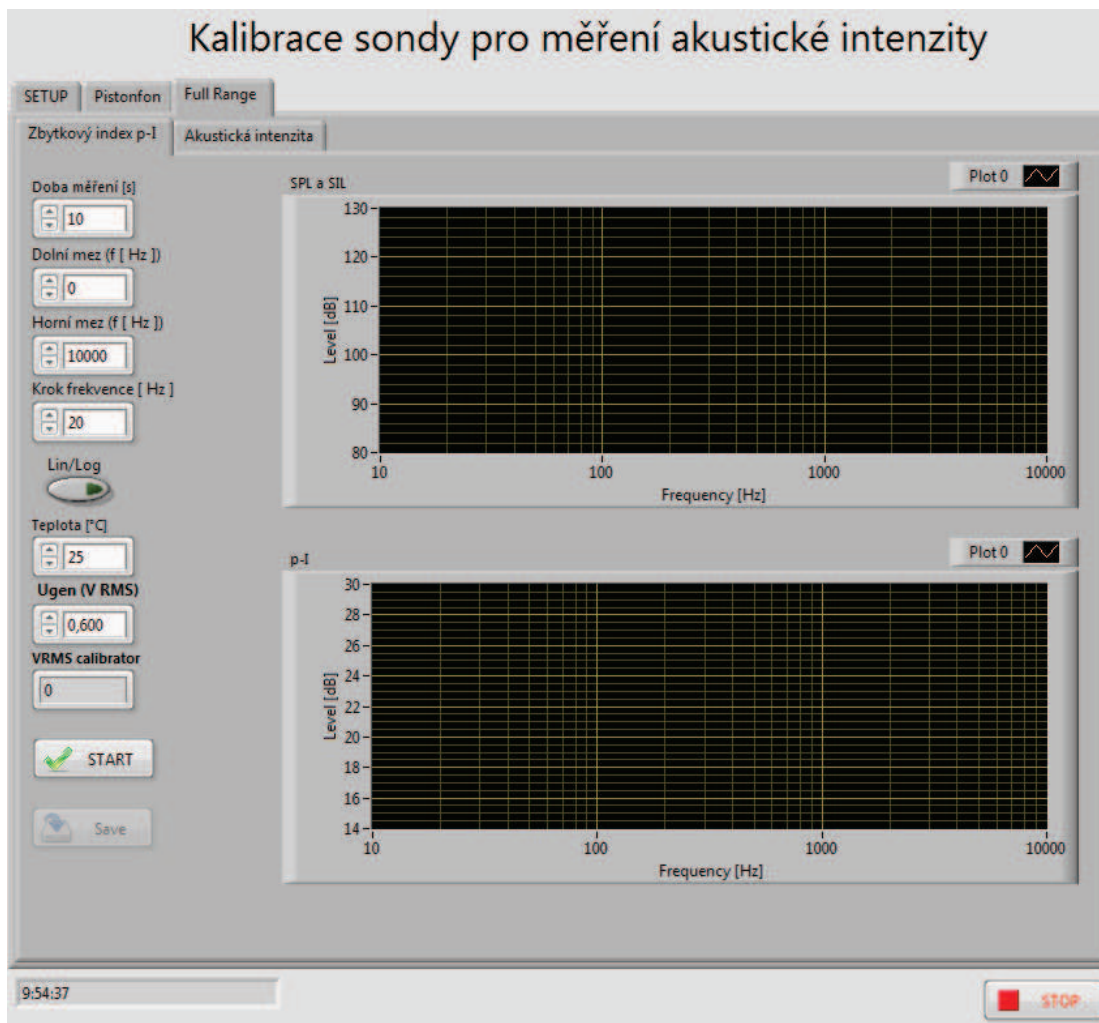 Kalibrace sondy pro měření akustické intenzity
SETUP Pistonfon Full Range
Zbytkový index p-I Akustická intenzita
Doba měření [s]
10
Dolní mez (f [ Hz ])
0
Horní mez (f [ Hz ])
10000
Krok frekvence [ Hz ]
20
Lin/Log
Teplota [°C]
25
Ugen (V RMS)
0,600
VRMS calibrator
0
START
Save
SPL a SIL
Plot 0
130
120
110
100
90
80
Level [dB]
10 100 1000 10000
Frequency [Hz]
p-I
Plot 0
30
28
26
24
22
20
18
16
14
Level [dB]
10 100 1000 10000
Frequency [Hz]
9:54:37
STOP